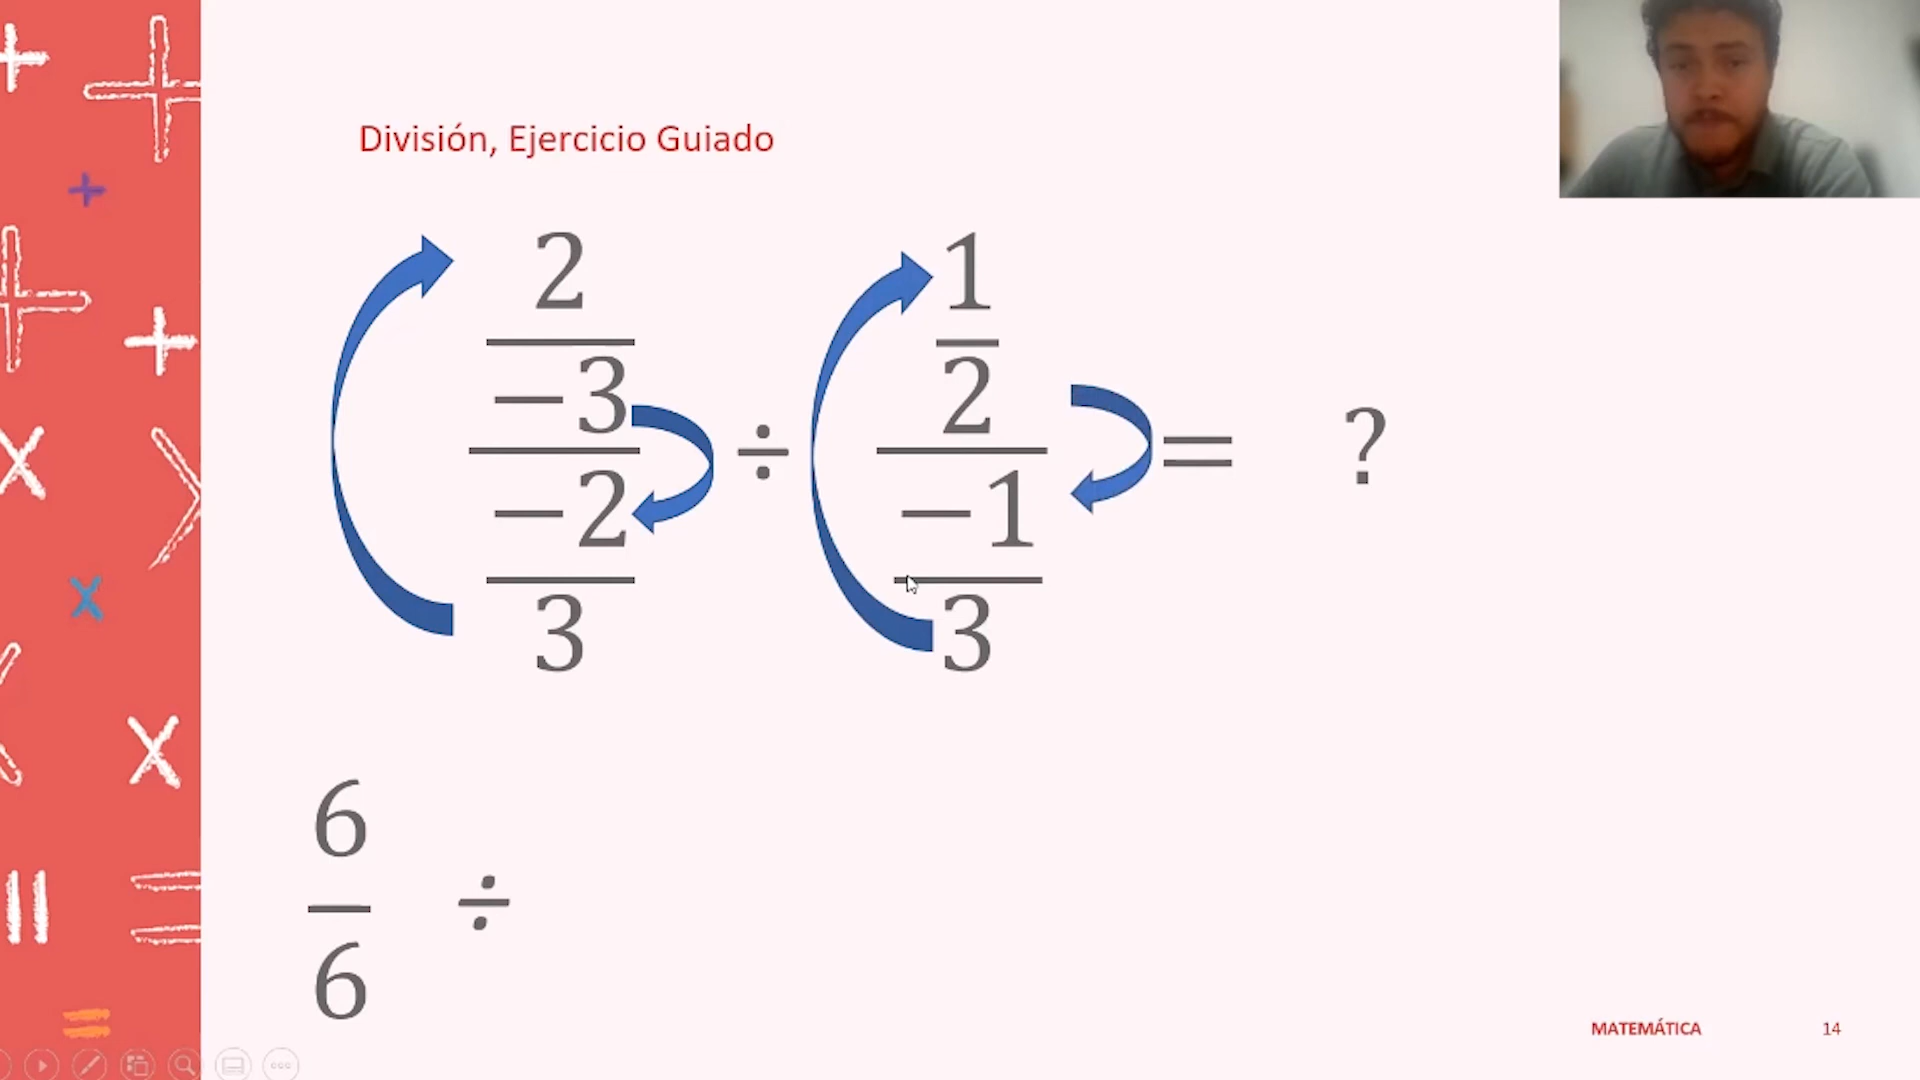 División, Ejercicio Guiado
2/−3 / −2/3 ÷ 1/2 / −1/3 = ?
6/6 ÷
MATEMÁTICA 14